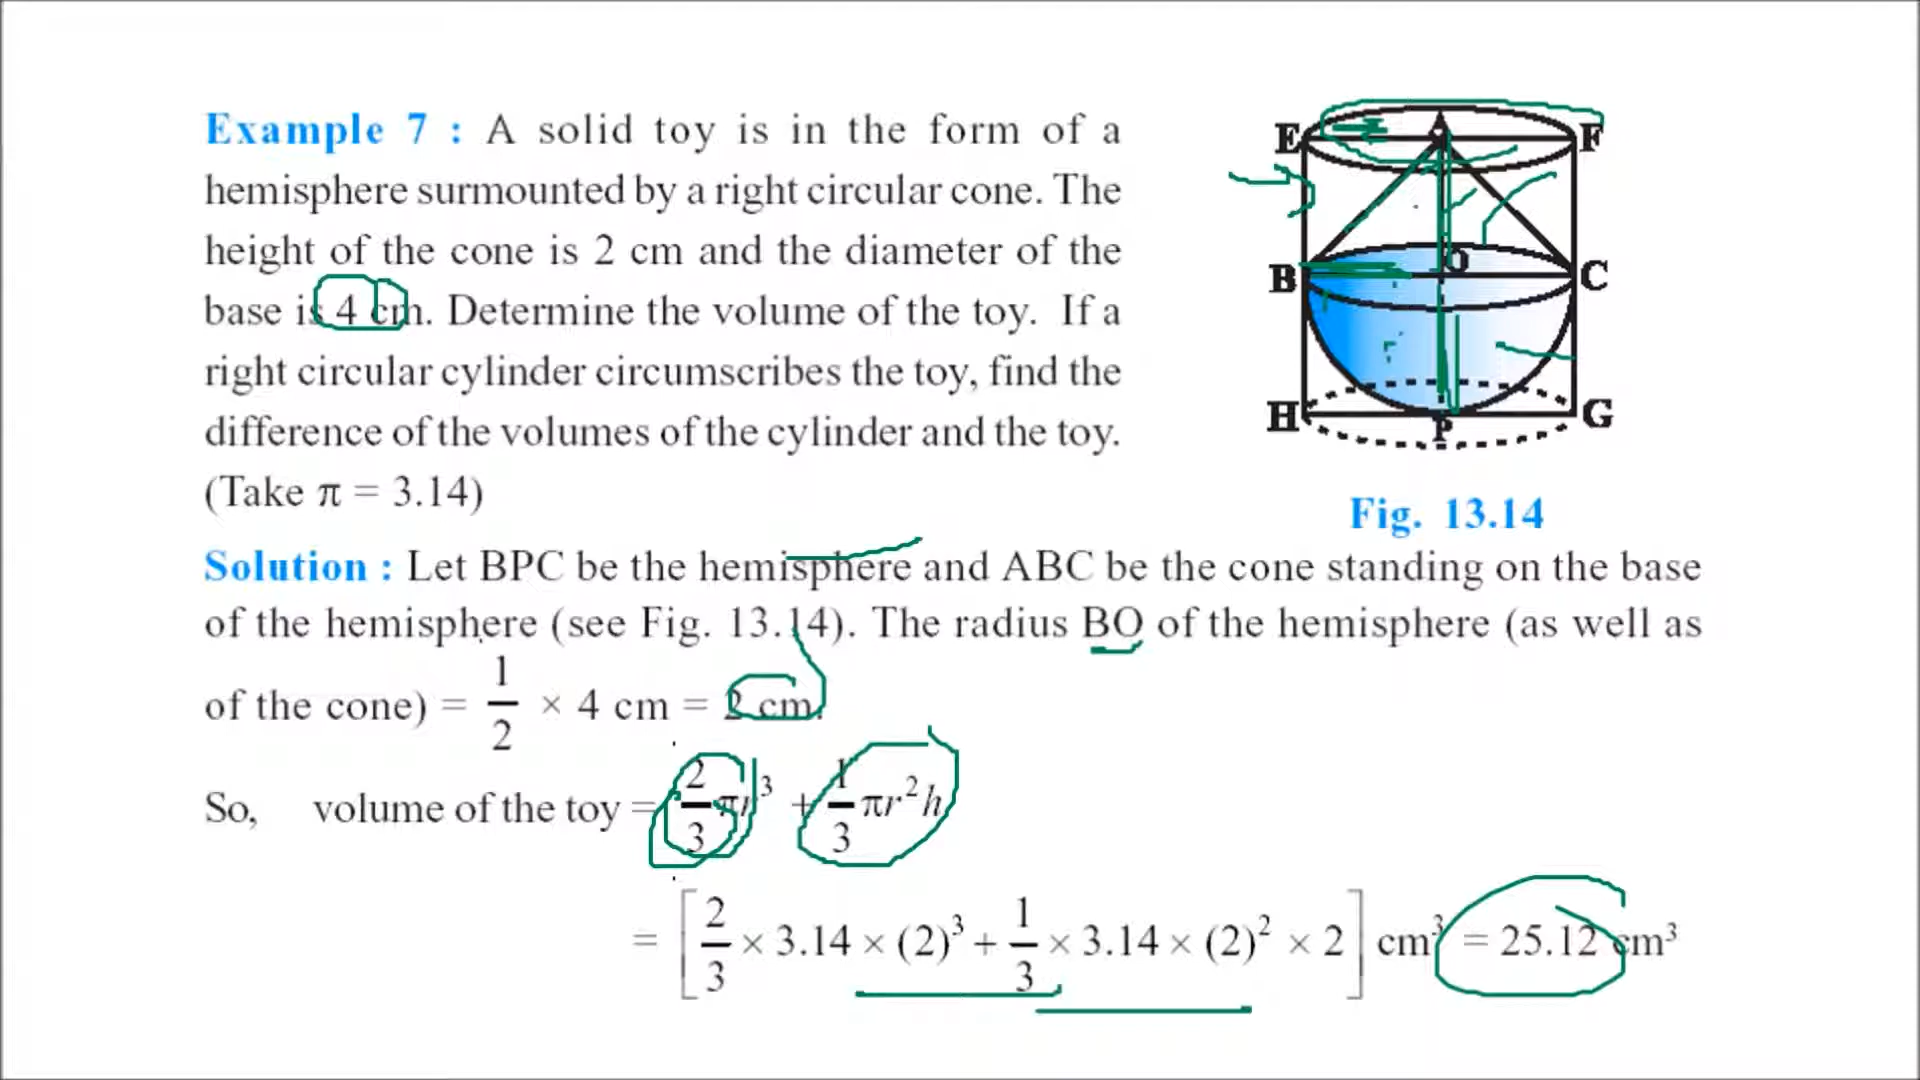 Example 7 : A solid toy is in the form of a
hemisphere surmounted by a right circular cone. The
height of the cone is 2 cm and the diameter of the
base is 4 cm. Determine the volume of the toy. If a
right circular cylinder circumscribes the toy, find the
difference of the volumes of the cylinder and the toy.
(Take π = 3.14)
E A F
B O C
H P G
Fig. 13.14
Solution : Let BPC be the hemisphere and ABC be the cone standing on the base
of the hemisphere (see Fig. 13.14). The radius BO of the hemisphere (as well as
of the cone) = 1/2 × 4 cm = 2 cm.
So, volume of the toy = 2/3 πr³ + 1/3 πr²h
= [2/3 × 3.14 × (2)³ + 1/3 × 3.14 × (2)² × 2] cm³ = 25.12 cm³